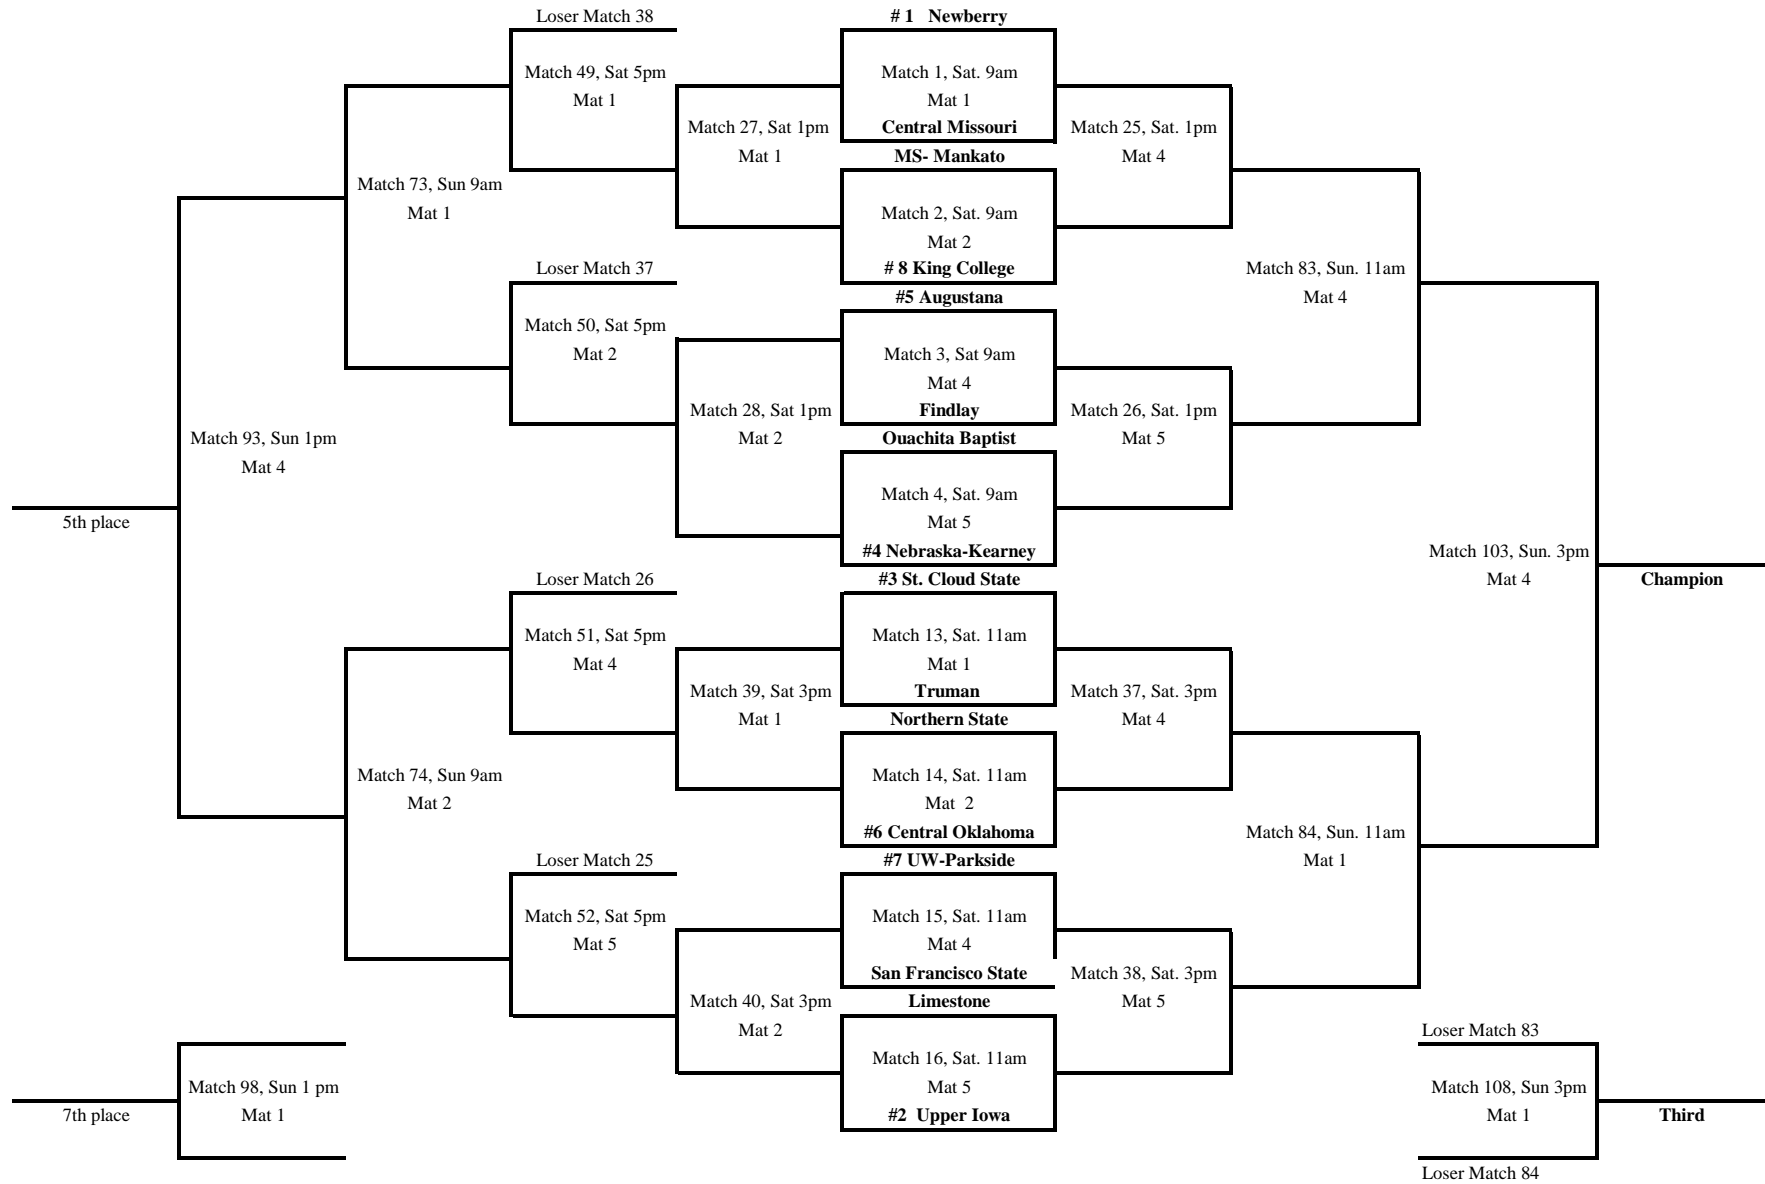 Loser Match 38
# 1 Newberry
Match 49, Sat 5pm
Mat 1
Match 1, Sat. 9am
Mat 1
Match 27, Sat 1pm
Mat 1
Central Missouri
Match 25, Sat. 1pm
Mat 4
MS- Mankato
Match 73, Sun 9am
Mat 1
Match 2, Sat. 9am
Mat 2
Loser Match 37
# 8 King College
Match 83, Sun. 11am
Mat 4
#5 Augustana
Match 50, Sat 5pm
Mat 2
Match 3, Sat 9am
Mat 4
Match 28, Sat 1pm
Mat 2
Findlay
Match 26, Sat. 1pm
Mat 5
Match 93, Sun 1pm
Mat 4
Ouachita Baptist
Match 4, Sat. 9am
Mat 5
5th place
#4 Nebraska-Kearney
Match 103, Sun. 3pm
Mat 4
Champion
Loser Match 26
#3 St. Cloud State
Match 51, Sat 5pm
Mat 4
Match 13, Sat. 11am
Mat 1
Match 39, Sat 3pm
Mat 1
Truman
Match 37, Sat. 3pm
Mat 4
Northern State
Match 74, Sun 9am
Mat 2
Match 14, Sat. 11am
Mat 2
#6 Central Oklahoma
Match 84, Sun. 11am
Mat 1
Loser Match 25
#7 UW-Parkside
Match 52, Sat 5pm
Mat 5
Match 15, Sat. 11am
Mat 4
San Francisco State
Match 38, Sat. 3pm
Mat 5
Match 40, Sat 3pm
Mat 2
Limestone
Loser Match 83
Match 16, Sat. 11am
Mat 5
Match 98, Sun 1 pm
Mat 1
Match 108, Sun 3pm
Mat 1
7th place
#2 Upper Iowa
Third
Loser Match 84